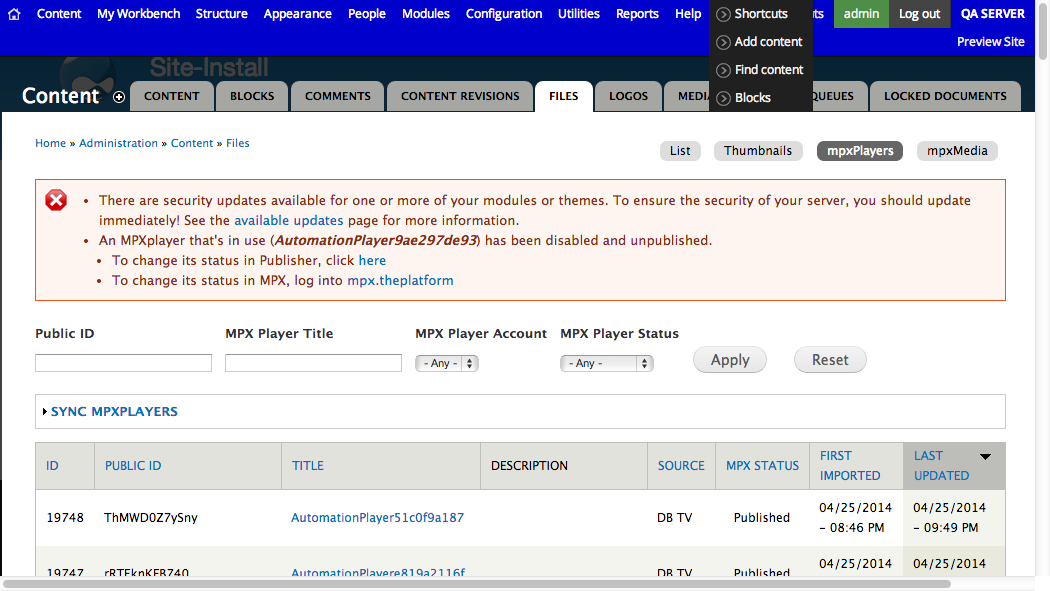 Content My Workbench Structure Appearance People Modules Configuration Utilities Reports Help Shortcuts ts admin Log out QA SERVER
Add content Preview Site
Find content
Blocks
Site-Install
Content CONTENT BLOCKS COMMENTS CONTENT REVISIONS FILES LOGOS MEDIA QUEUES LOCKED DOCUMENTS
Home » Administration » Content » Files
List Thumbnails mpxPlayers mpxMedia
There are security updates available for one or more of your modules or themes. To ensure the security of your server, you should update
immediately! See the available updates page for more information.
An MPXplayer that's in use (AutomationPlayer9ae297de93) has been disabled and unpublished.
To change its status in Publisher, click here
To change its status in MPX, log into mpx.theplatform
Public ID MPX Player Title MPX Player Account MPX Player Status
- Any - - Any - Apply Reset
SYNC MPXPLAYERS
ID PUBLIC ID TITLE DESCRIPTION SOURCE MPX STATUS FIRST IMPORTED LAST UPDATED
19748 ThMWD0Z7ySny AutomationPlayer51c0f9a187 DB TV Published 04/25/2014 - 08:46 PM 04/25/2014 - 09:49 PM
19747 rRTEknKFB740 AutomationPlayere819a2116f DB TV Published 04/25/2014 04/25/2014